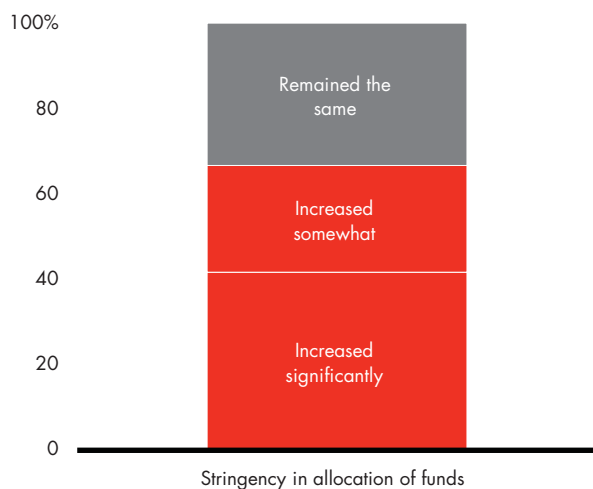 100%
Remained the
same
80
60
Increased
somewhat
40
Increased
significantly
20
0
Stringency in allocation of funds